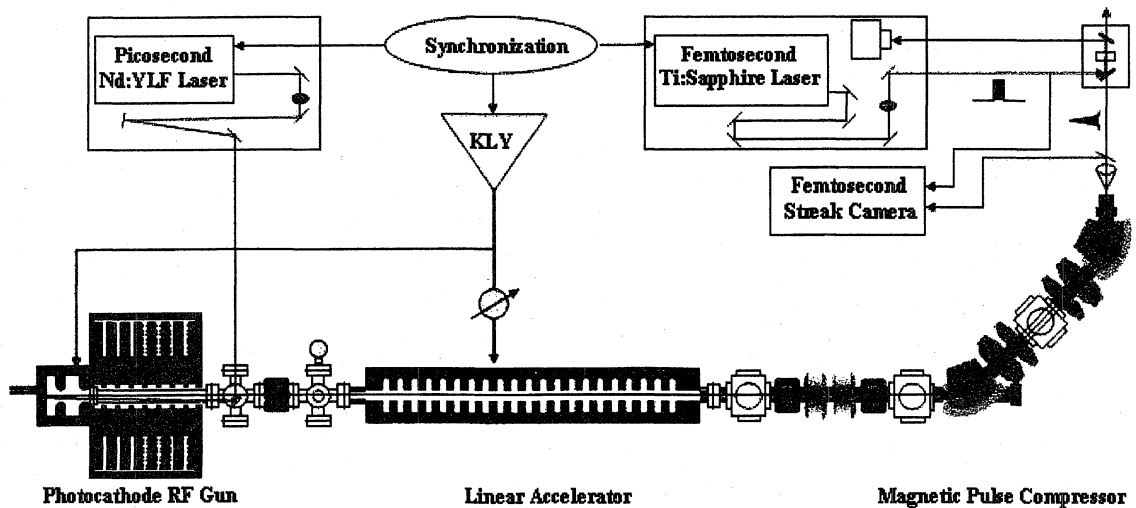 Picosecond
Nd:YLF Laser
Synchronization
Femtosecond
Ti:Sapphire Laser
KLY
Femtosecond
Streak Camera
Photocathode RF Gun
Linear Accelerator
Magnetic Pulse Compressor